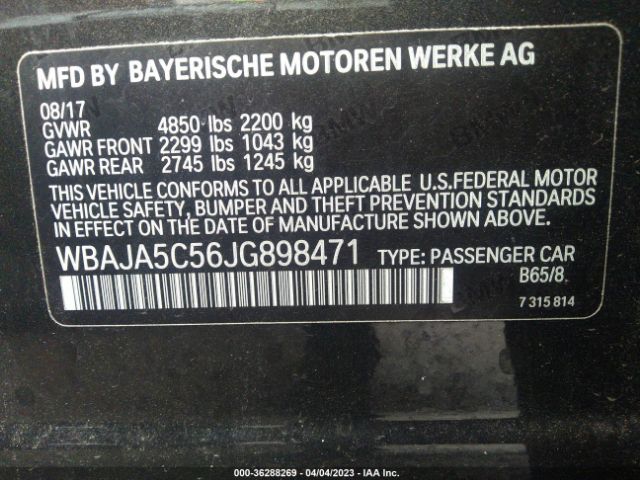 MFD BY BAYERISCHE MOTOREN WERKE AG
08/17
GVWR 4850 lbs 2200 kg
GAWR FRONT 2299 lbs 1043 kg
GAWR REAR 2745 lbs 1245 kg
THIS VEHICLE CONFORMS TO ALL APPLICABLE U.S.FEDERAL MOTOR
VEHICLE SAFETY, BUMPER AND THEFT PREVENTION STANDARDS
IN EFFECT ON THE DATE OF MANUFACTURE SHOWN ABOVE.
WBAJA5C56JG898471 TYPE: PASSENGER CAR
B65/8
7 315 814
000-36288269 - 04/04/2023 - IAA Inc.